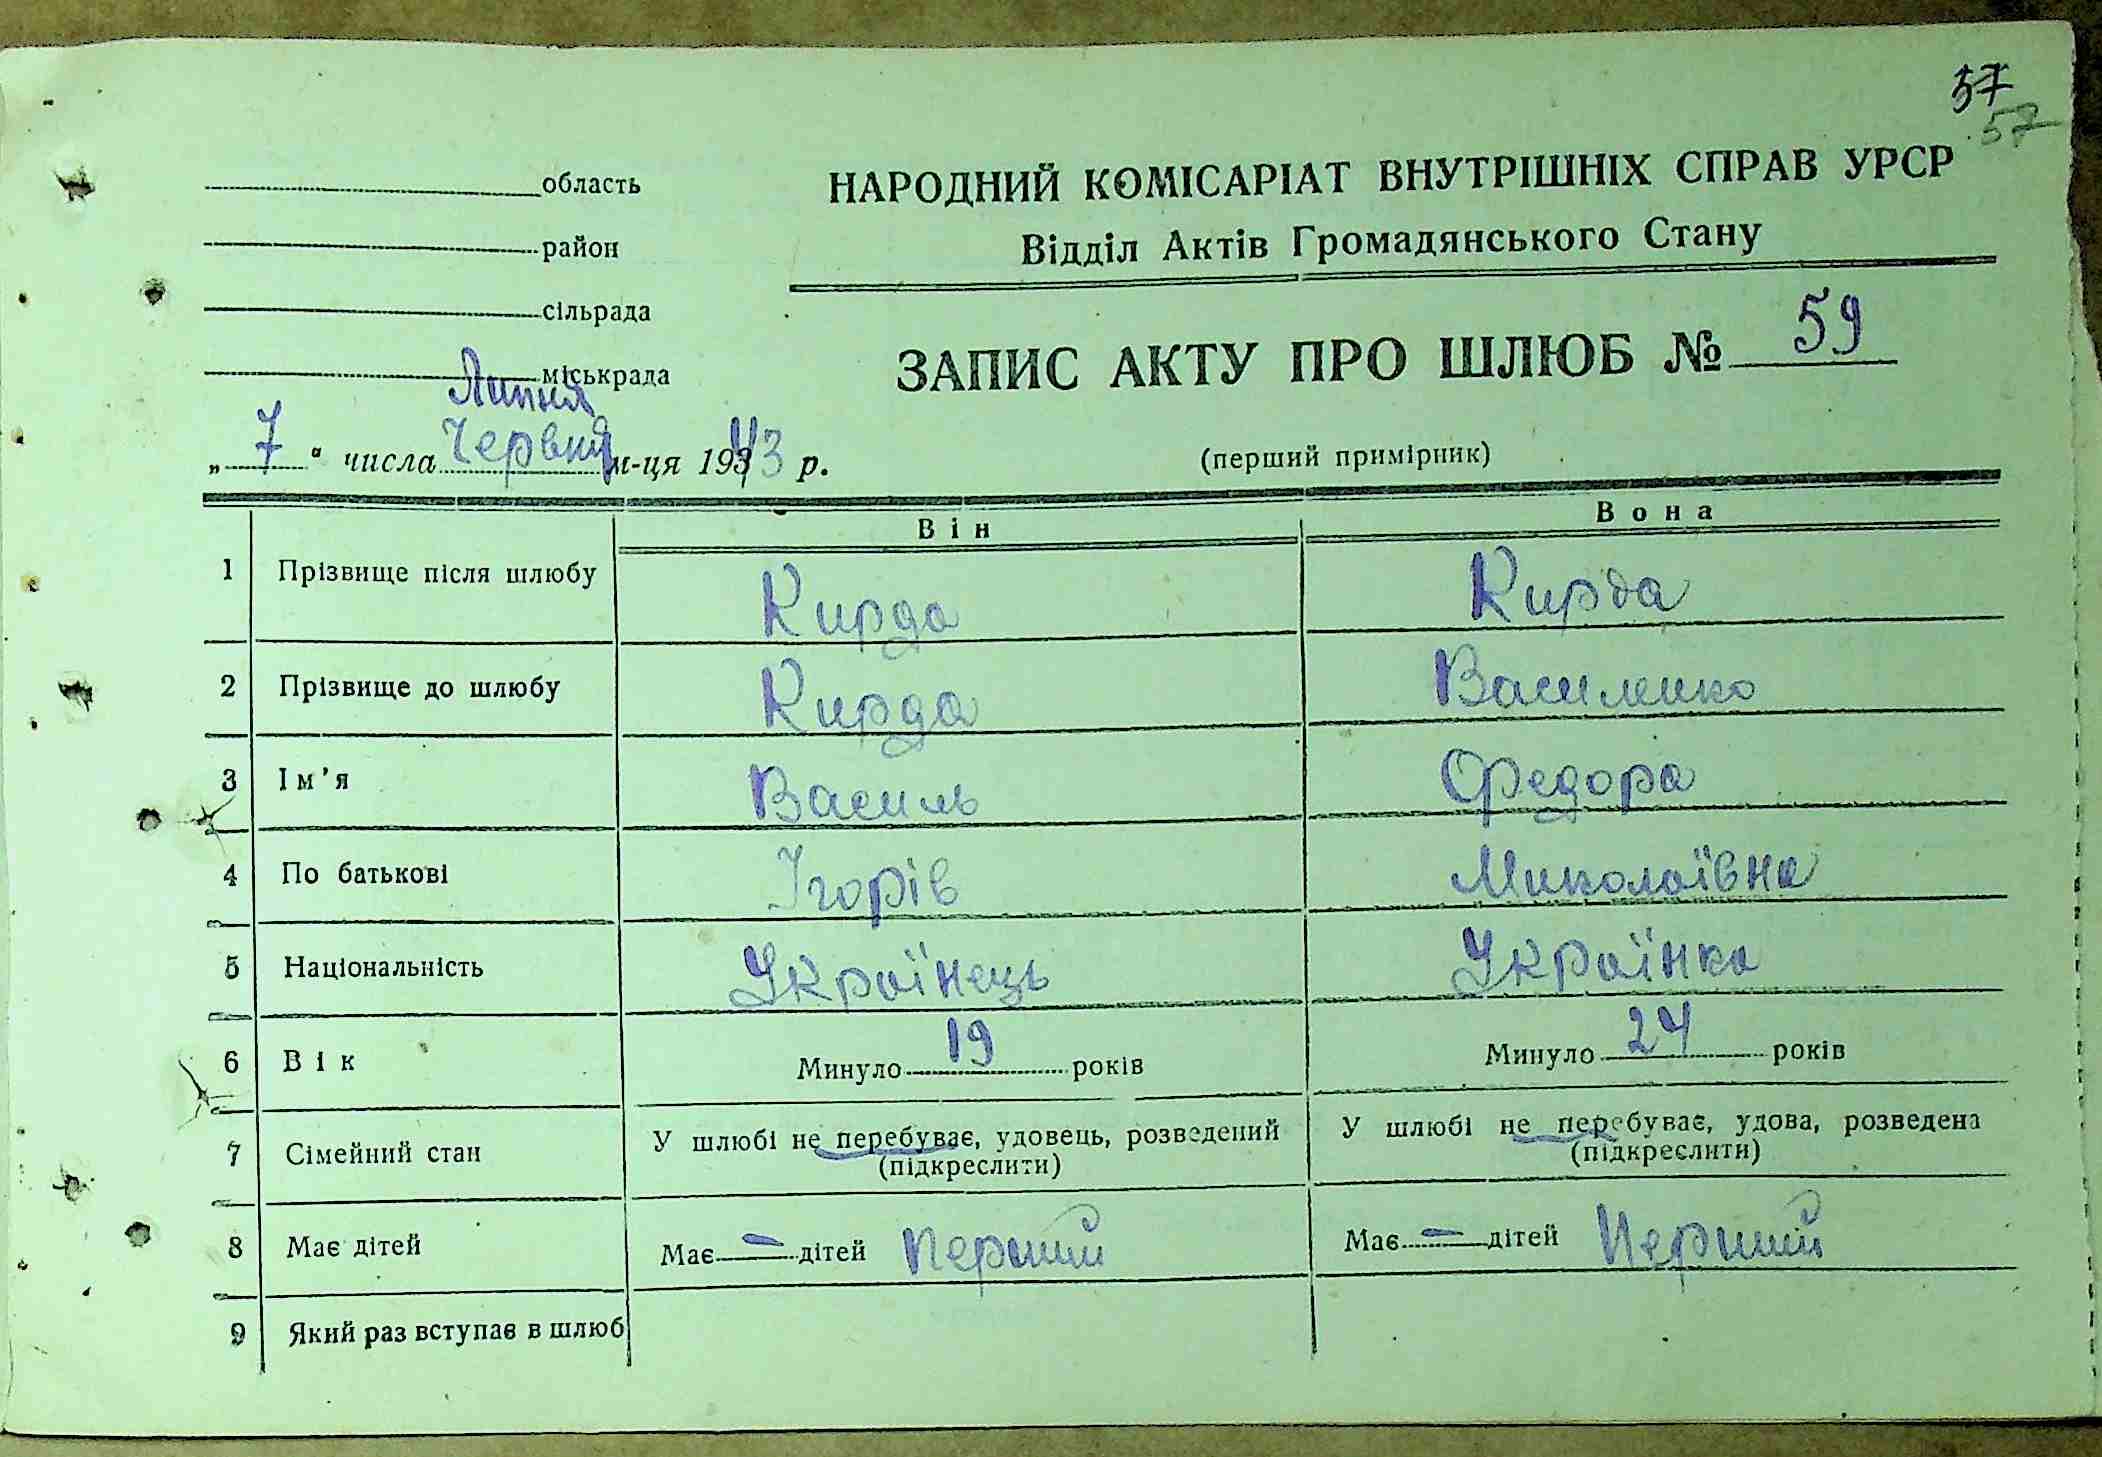 57
57
область
район
сільрада
міськрада
НАРОДНИЙ КОМІСАРІАТ ВНУТРІШНІХ СПРАВ УРСР
Відділ Актів Громадянського Стану
ЗАПИС АКТУ ПРО ШЛЮБ № 59
(перший примірник)
Липня
„ 7 “ числа Червня м-ця 1943 р.
Він Вона
1 Прізвище після шлюбу Кирда Кирда
2 Прізвище до шлюбу Кирда Василенко
3 Ім'я Василь Федора
4 По батькові Ігорів Миколаївна
5 Національність Українець Українка
6 Вік Минуло 19 років Минуло 24 років
7 Сімейний стан У шлюбі не перебуває, удовець, розведений (підкреслити) У шлюбі не перебуває, удова, розведена (підкреслити)
8 Має дітей Має — дітей Перший Має — дітей Перший
9 Який раз вступає в шлюб